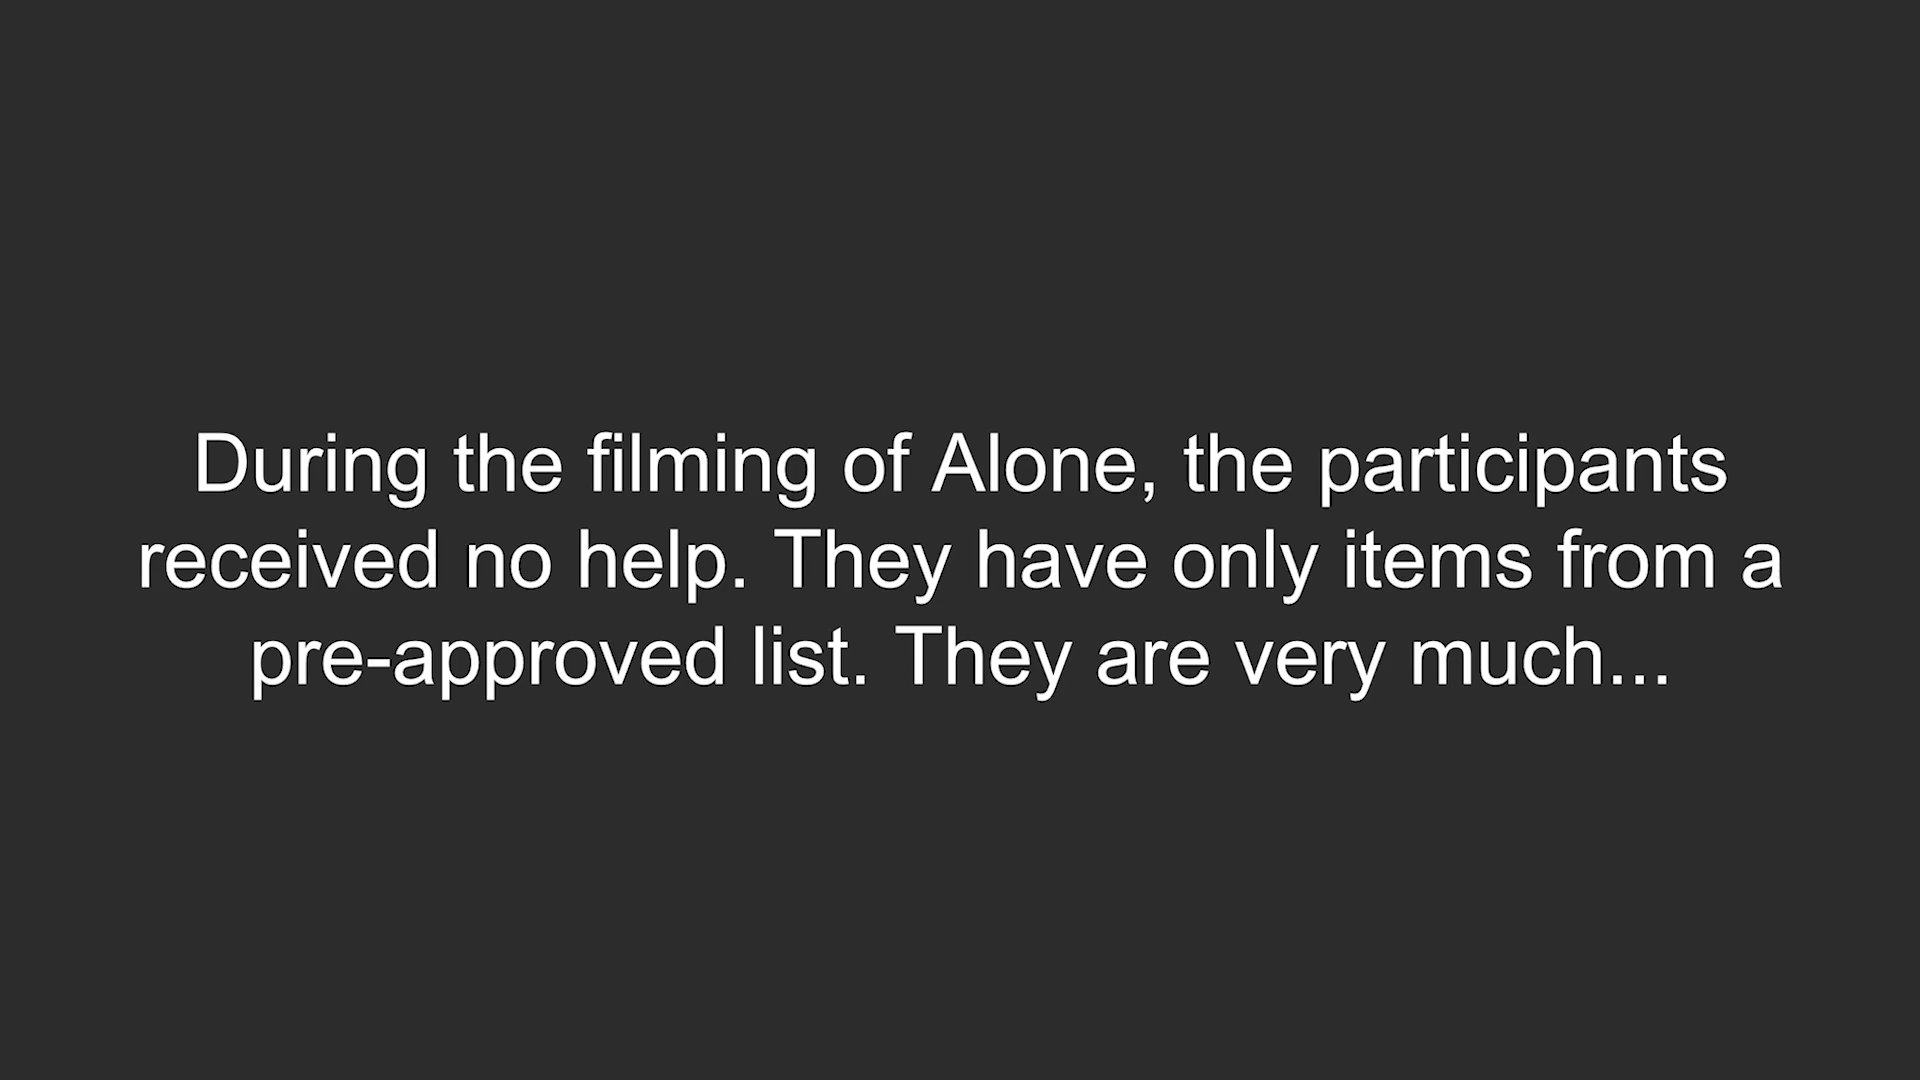 During the filming of Alone, the participants
received no help. They have only items from a
pre-approved list. They are very much...